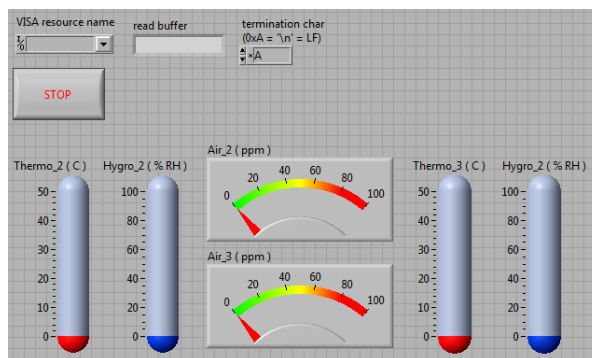 VISA resource name
read buffer
termination char
(0xA = '\n' = LF)
I/O
×A
STOP
Thermo_2 ( C )
Hygro_2 ( % RH )
Air_2 ( ppm )
Thermo_3 ( C )
Hygro_2 ( % RH )
50
40
30
20
10
0
100
80
60
40
20
0
0
20
40
60
80
100
Air_3 ( ppm )
0
20
40
60
80
100
50
40
30
20
10
0
100
80
60
40
20
0